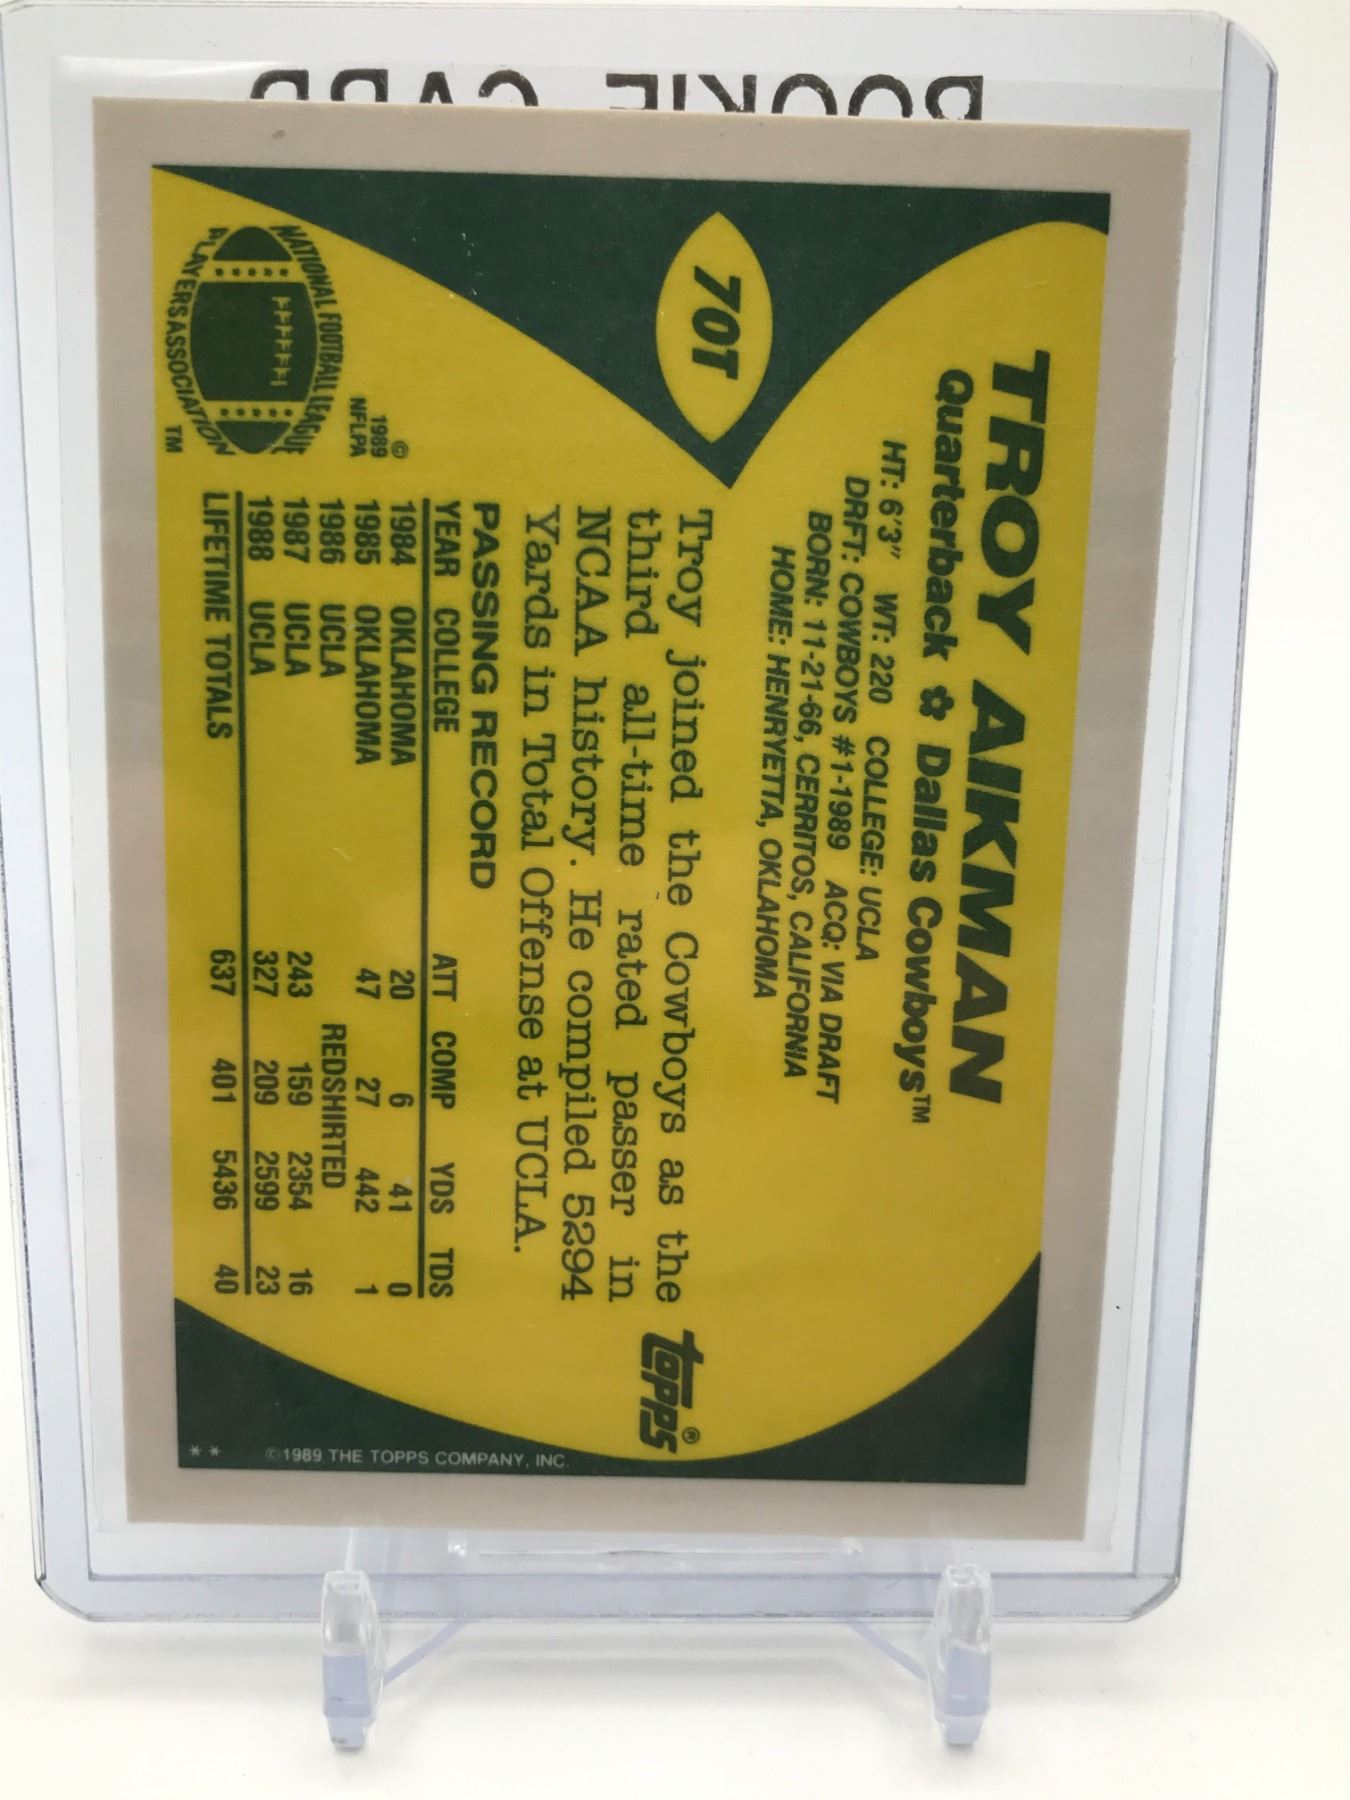 ROOKIE CARD
70T
TROY AIKMAN
Quarterback ✿ Dallas Cowboys™
HT: 6'3" WT: 220 COLLEGE: UCLA
DRFT: COWBOYS #1-1989 ACQ: VIA DRAFT
BORN: 11-21-66, CERRITOS, CALIFORNIA
HOME: HENRYETTA, OKLAHOMA
Troy joined the Cowboys as the
third all-time rated passer in
NCAA history. He compiled 5294
Yards in Total Offense at UCLA.
PASSING RECORD
YEAR COLLEGE ATT COMP YDS TDS
1984 OKLAHOMA 20 6 41 0
1985 OKLAHOMA 47 27 442 1
1986 UCLA REDSHIRTED
1987 UCLA 243 159 2354 16
1988 UCLA 327 209 2599 23
LIFETIME TOTALS 637 401 5436 40
NATIONAL FOOTBALL LEAGUE
PLAYERS ASSOCIATION
TM
©
1989
NFLPA
topps®
©1989 THE TOPPS COMPANY, INC.
**